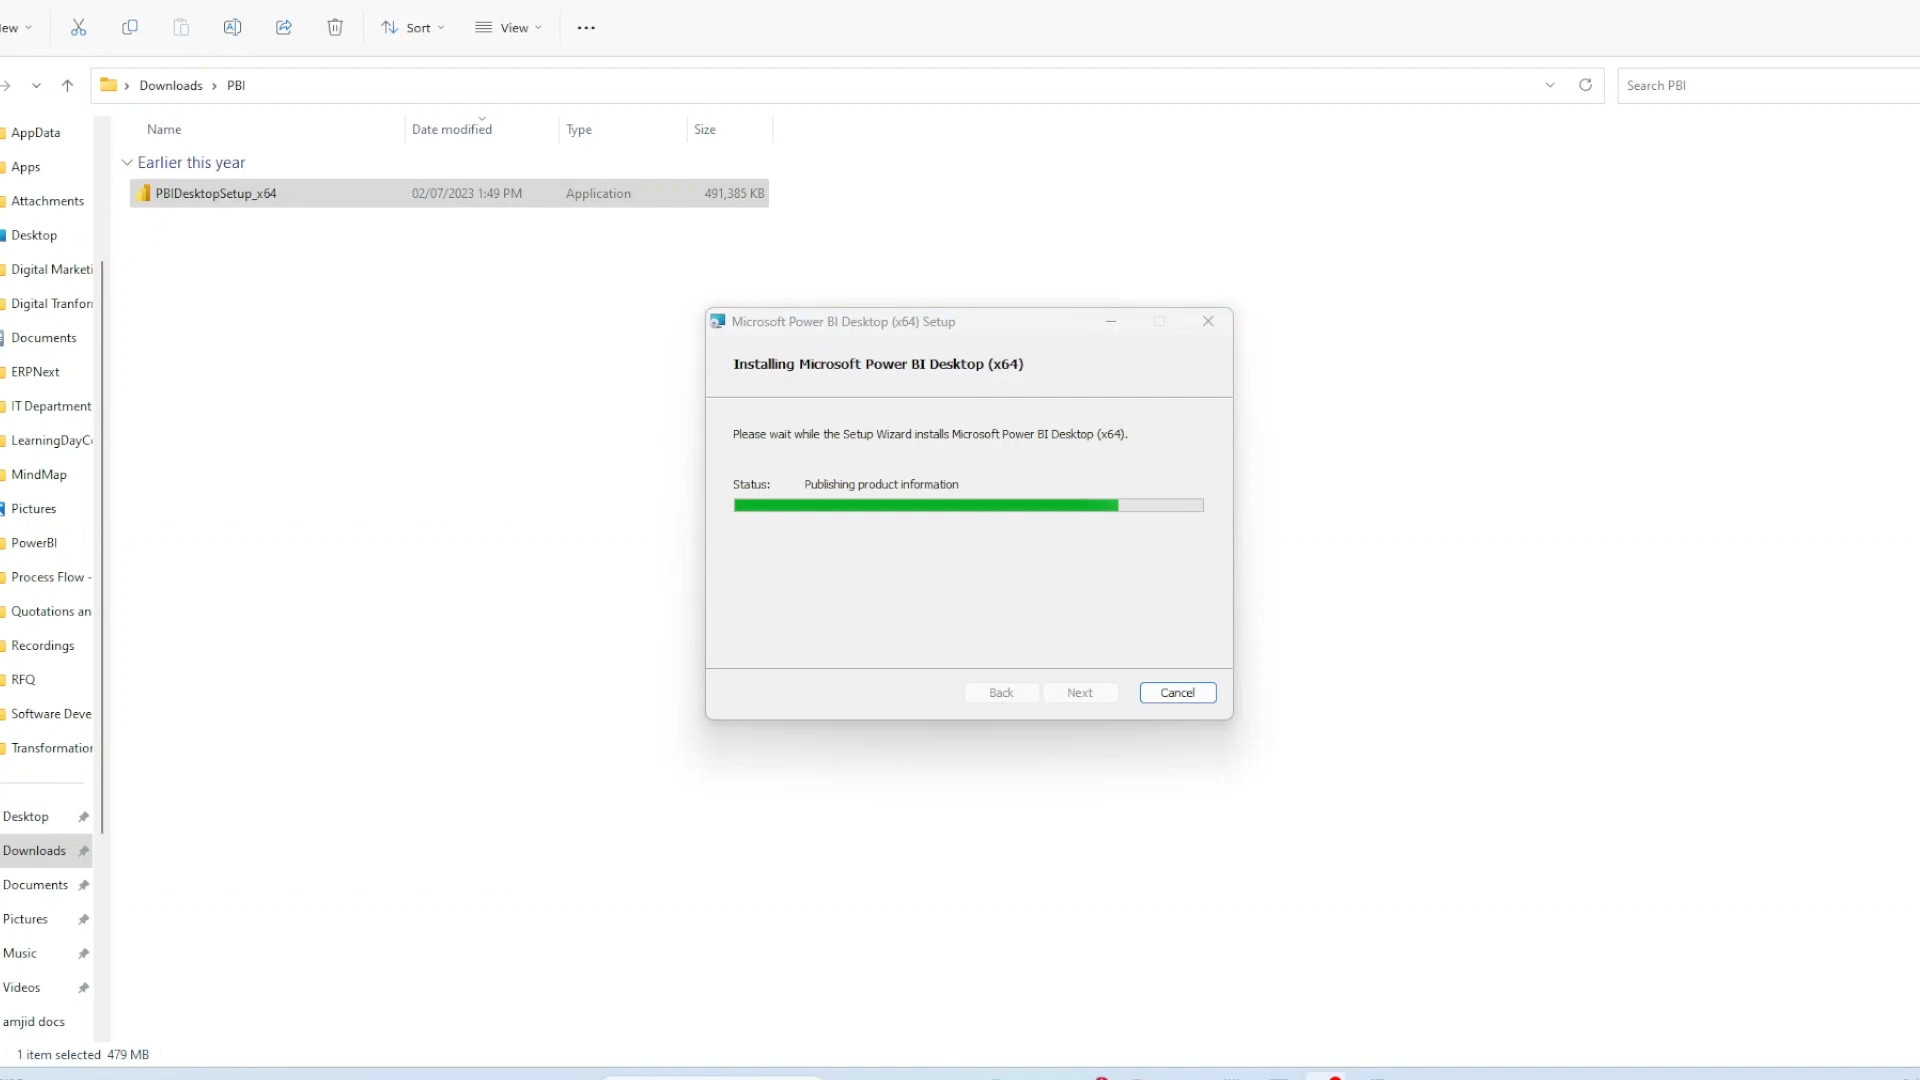 Sort
View
Downloads
PBI
Search PBI
Name
Date modified
Type
Size
Earlier this year
PBIDesktopSetup_x64
02/07/2023 1:49 PM
Application
491,385 KB
AppData
Apps
Attachments
Desktop
Digital Marketi
Digital Tranfor
Documents
ERPNext
IT Department
LearningDayC
MindMap
Pictures
PowerBI
Process Flow -
Quotations an
Recordings
RFQ
Software Deve
Transformation
Desktop
Downloads
Documents
Pictures
Music
Videos
amjid docs
1 item selected 479 MB
Microsoft Power BI Desktop (x64) Setup
Installing Microsoft Power BI Desktop (x64)
Please wait while the Setup Wizard installs Microsoft Power BI Desktop (x64).
Status: Publishing product information
Back
Next
Cancel